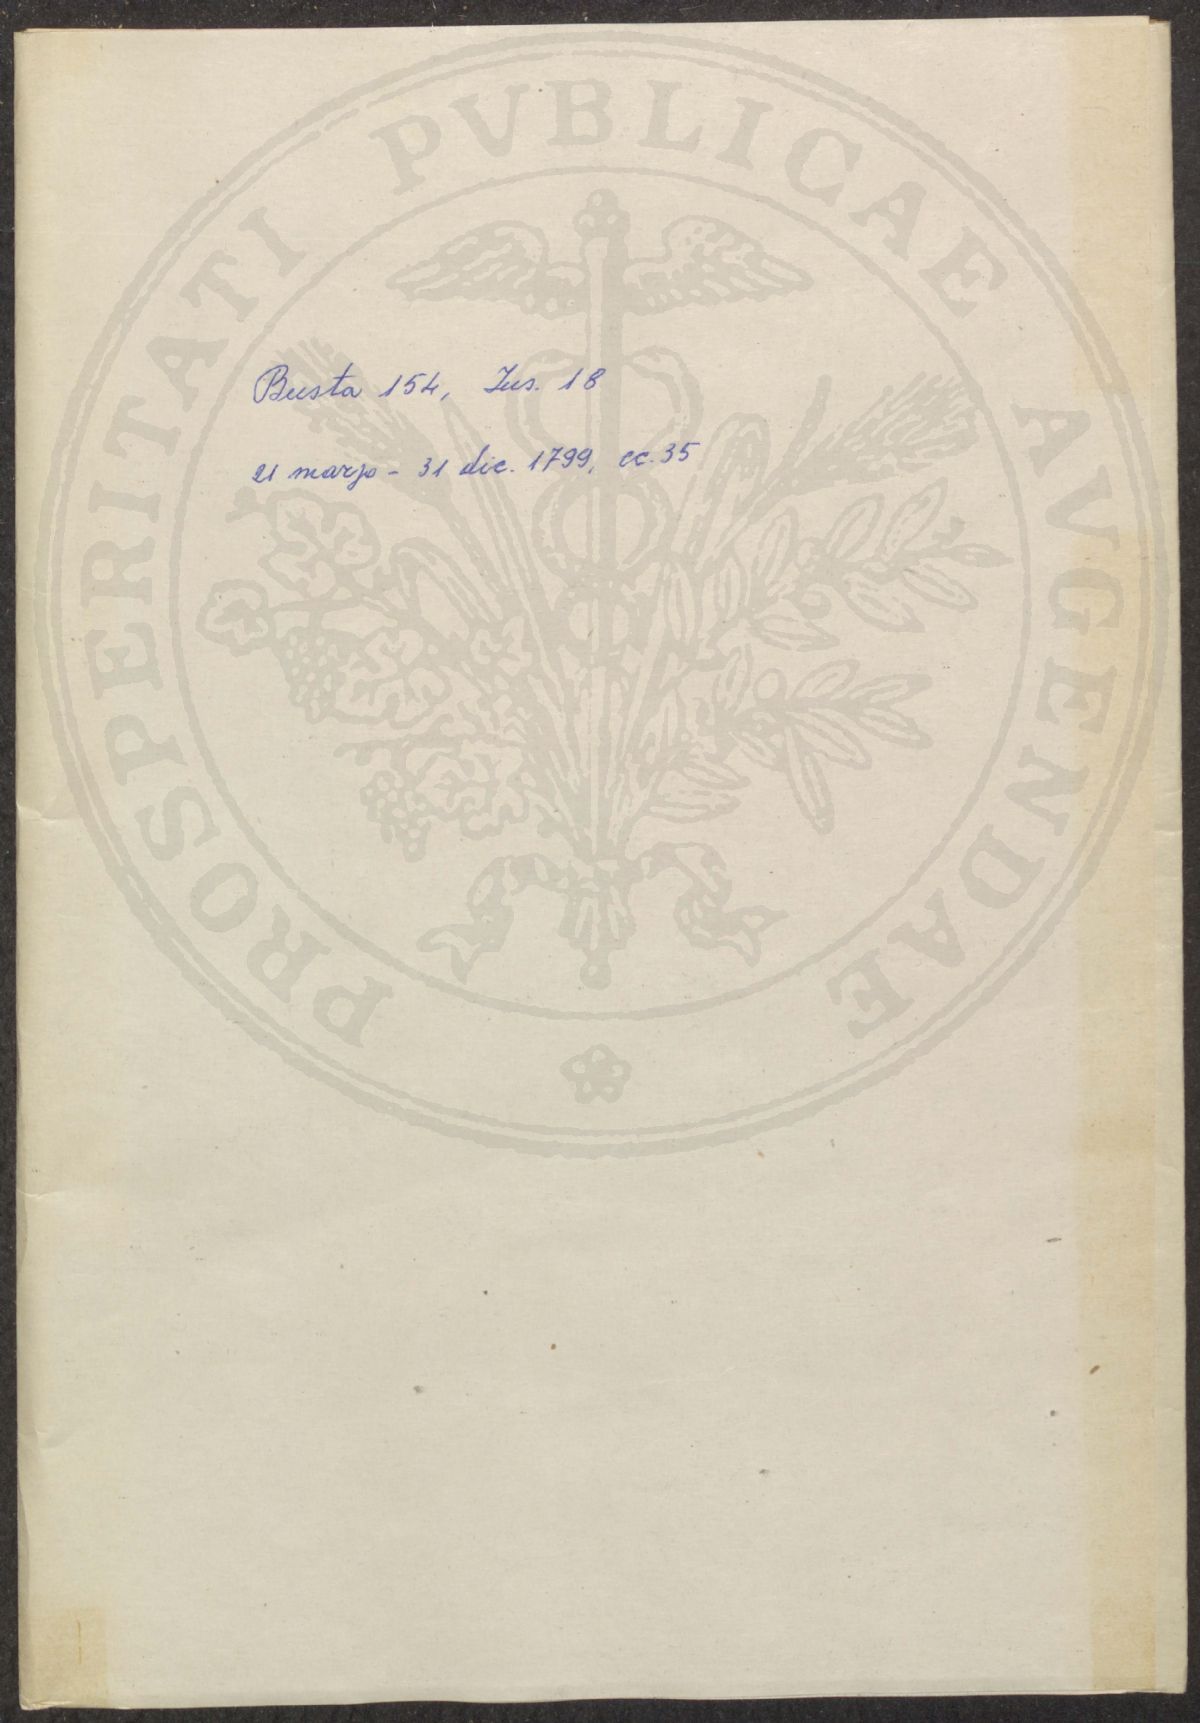 Busta 154, Ins. 18
21 marzo - 31 dic. 1799, cc. 35
PROSPERITATI PVBLICAE AVGENDAE